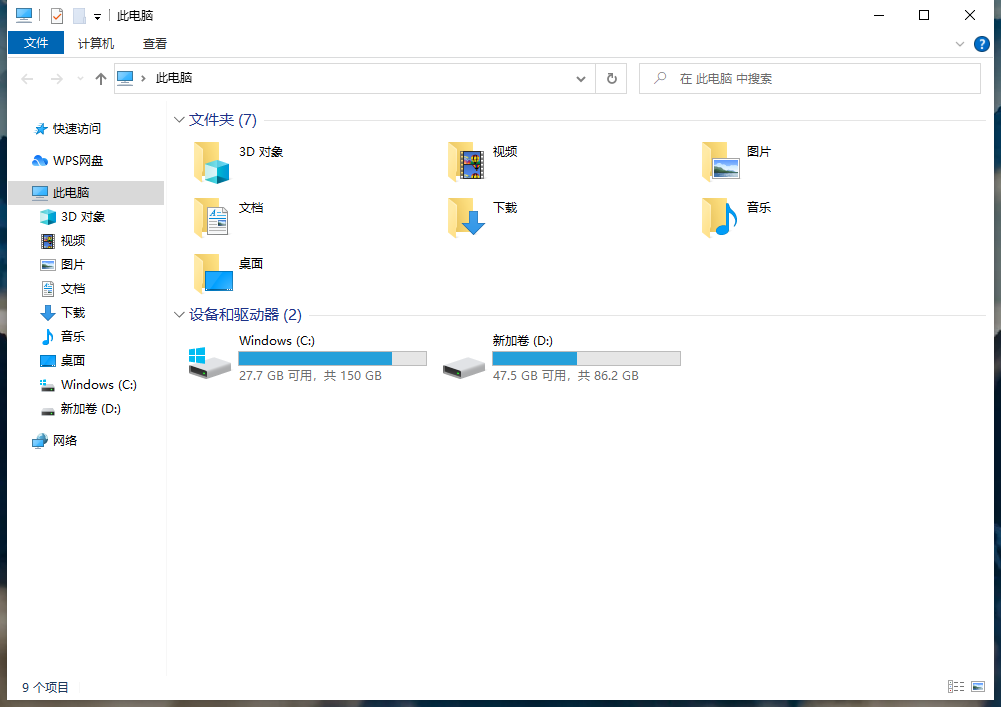 此电脑
文件 计算机 查看
此电脑
在 此电脑 中搜索
快速访问
WPS网盘
此电脑
3D 对象
视频
图片
文档
下载
音乐
桌面
Windows (C:)
新加卷 (D:)
网络
文件夹 (7)
3D 对象
视频
图片
文档
下载
音乐
桌面
设备和驱动器 (2)
Windows (C:)
27.7 GB 可用，共 150 GB
新加卷 (D:)
47.5 GB 可用，共 86.2 GB
9 个项目